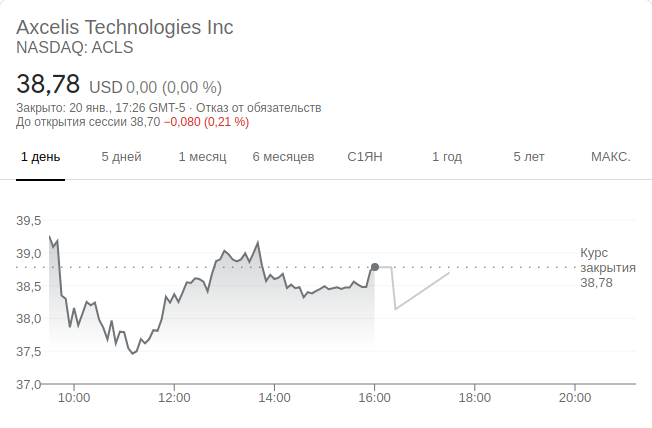 Axcelis Technologies Inc
NASDAQ: ACLS
38,78 USD 0,00 (0,00 %)
Закрыто: 20 янв., 17:26 GMT-5 · Отказ от обязательств
До открытия сессии 38,70 −0,080 (0,21 %)
1 день 5 дней 1 месяц 6 месяцев С1ЯН 1 год 5 лет МАКС.
39,5
39,0
38,5
38,0
37,5
37,0
Курс
закрытия
38,78
10:00 12:00 14:00 16:00 18:00 20:00